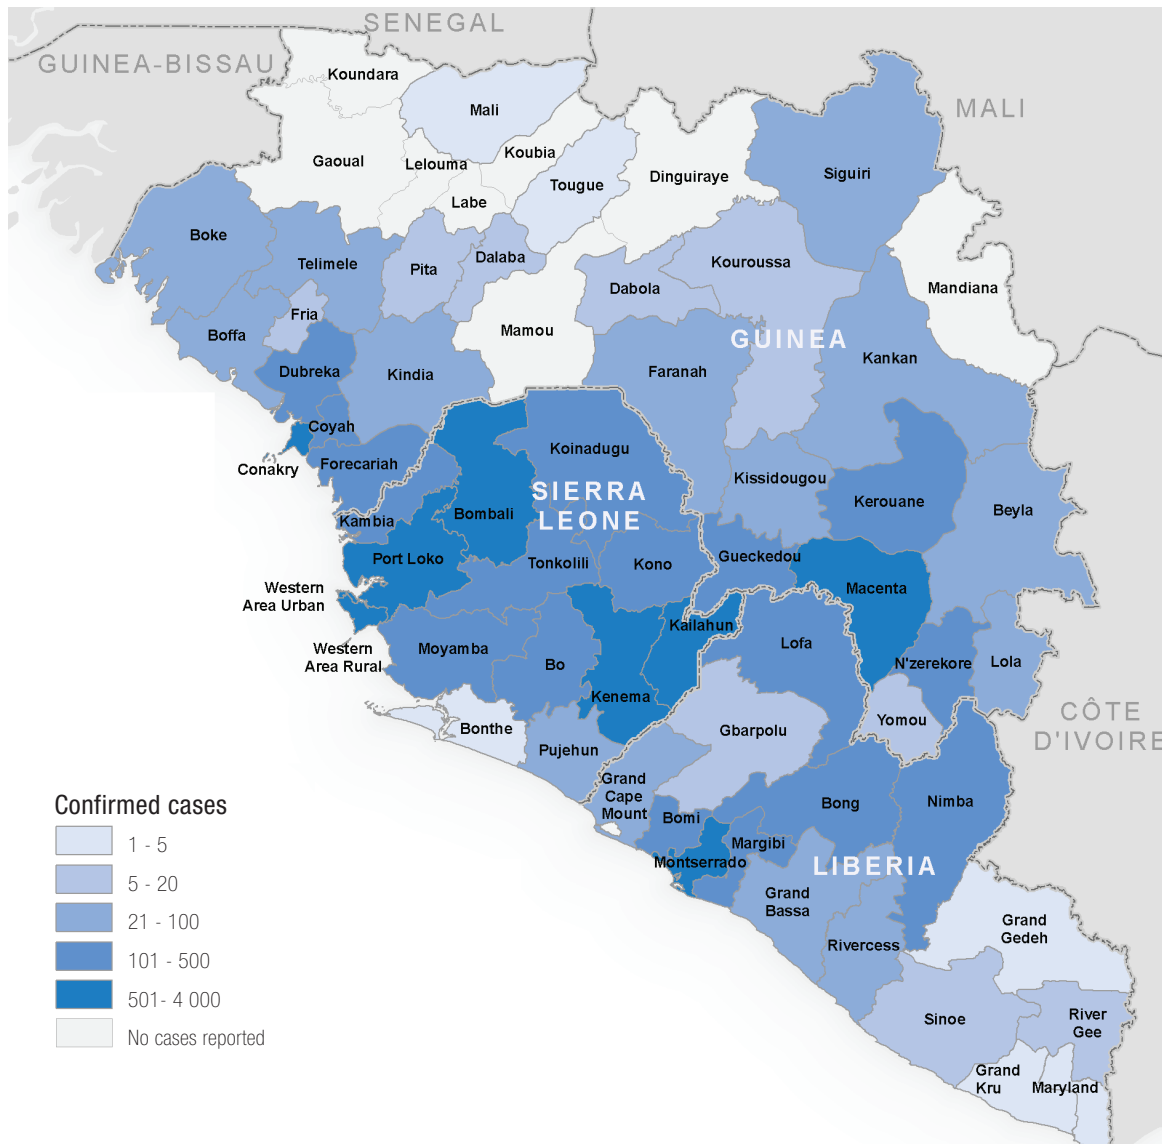 SENEGAL
GUINEA-BISSAU
Koundara
MALI
Mali
Koubia
Gaoual
Lelouma
Siguiri
Dinguiraye
Tougue
Labe
Boke
Dalaba
Telimele
Pita
Kouroussa
Dabola
Mandiana
Fria
Mamou
Boffa
GUINEA
Kankan
Dubreka
Kindia
Faranah
Coyah
Koinadugu
Forecariah
Conakry
Kissidougou
SIERRA
LEONE
Kerouane
Beyla
Bombali
Kambia
Port Loko
Tonkolili
Kono
Gueckedou
Macenta
Western
Area Urban
Kailahun
Lofa
Western
Area Rural
Moyamba
Bo
N'zerekore
Lola
Kenema
Yomou
CÔTE
D'IVOIRE
Bonthe
Gbarpolu
Pujehun
Grand
Cape
Mount
Bong
Nimba
Bomi
Margibi
Montserrado
LIBERIA
Grand
Bassa
Grand
Gedeh
Rivercess
Sinoe
River
Gee
Grand
Kru
Maryland
Confirmed cases
1 - 5
5 - 20
21 - 100
101 - 500
501- 4 000
No cases reported